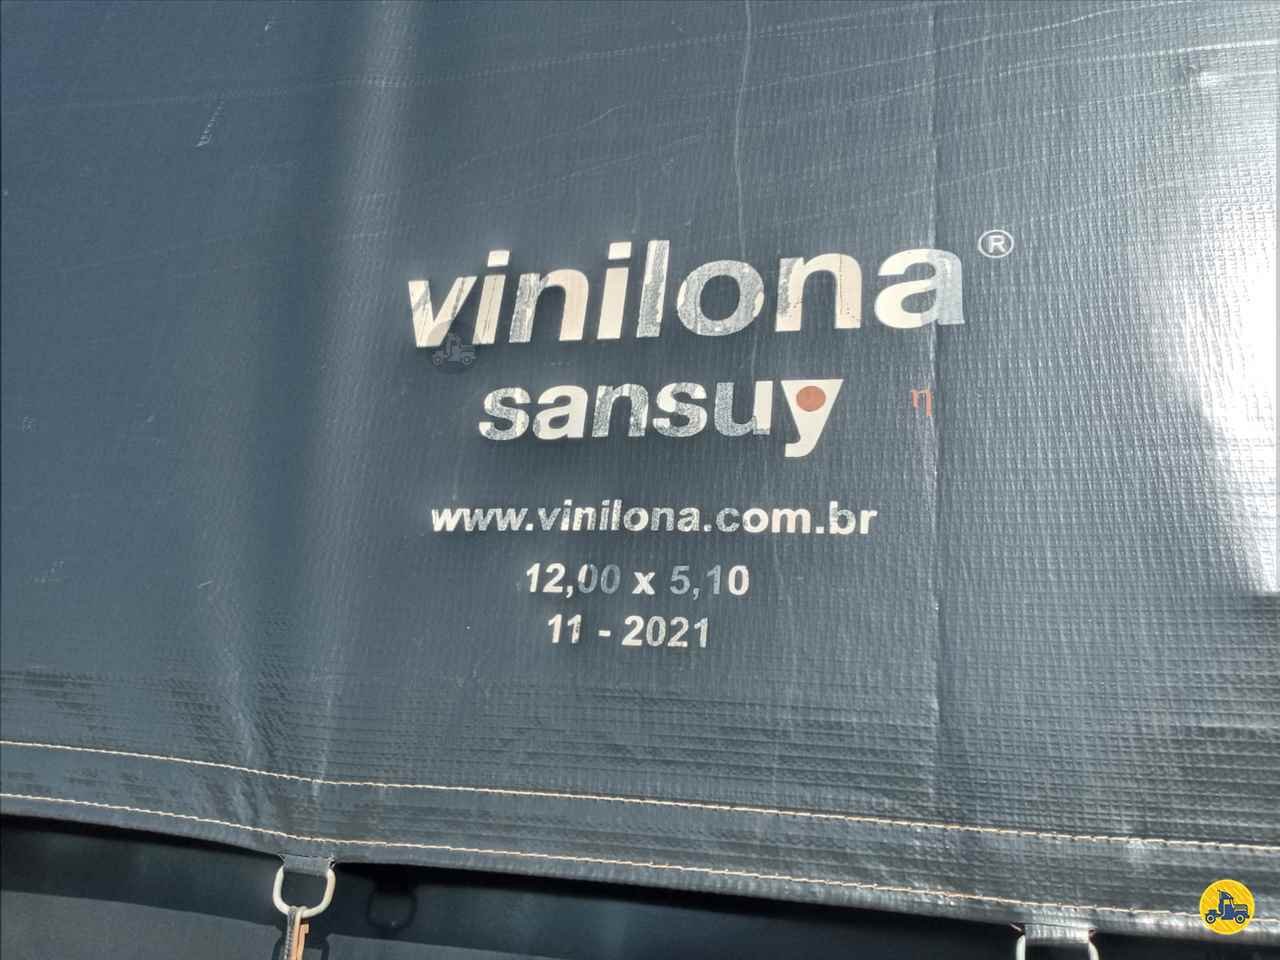 vinilona®
sansuy
η
www.vinilona.com.br
12,00 x 5,10
11 - 2021